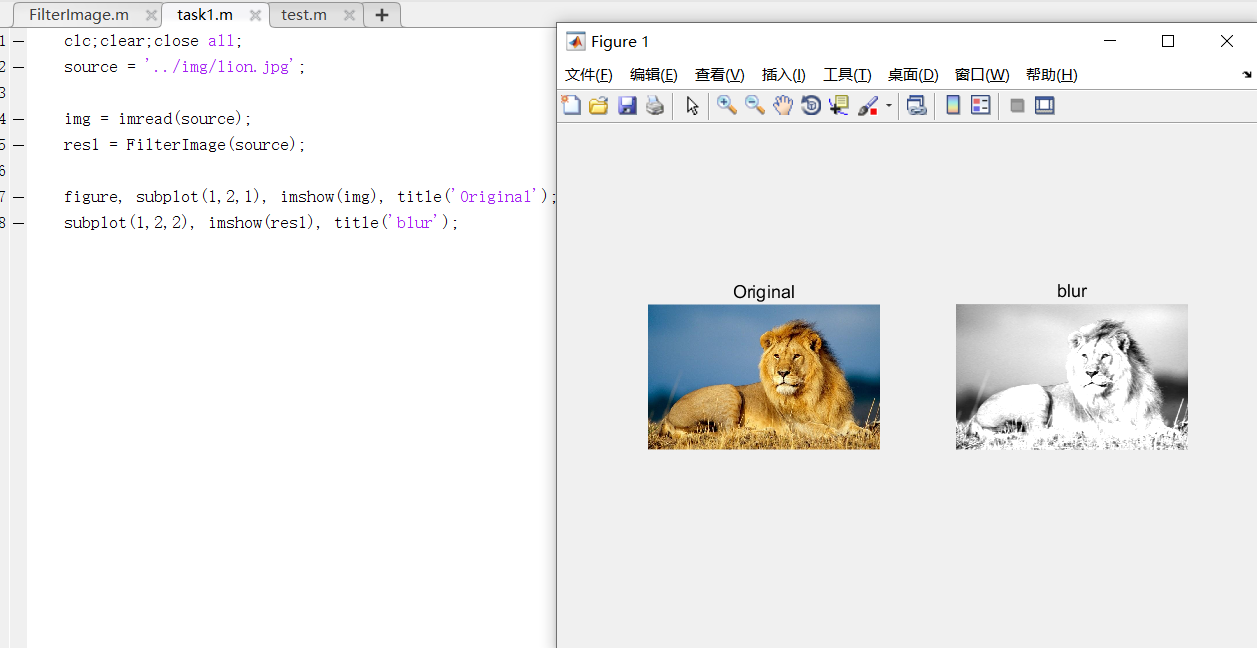 FilterImage.m task1.m test.m
1 clc;clear;close all;
2 source = '../img/lion.jpg';
3
4 img = imread(source);
5 res1 = FilterImage(source);
6
7 figure, subplot(1,2,1), imshow(img), title('Original');
8 subplot(1,2,2), imshow(res1), title('blur');
Figure 1
文件(F) 编辑(E) 查看(V) 插入(I) 工具(T) 桌面(D) 窗口(W) 帮助(H)
Original blur